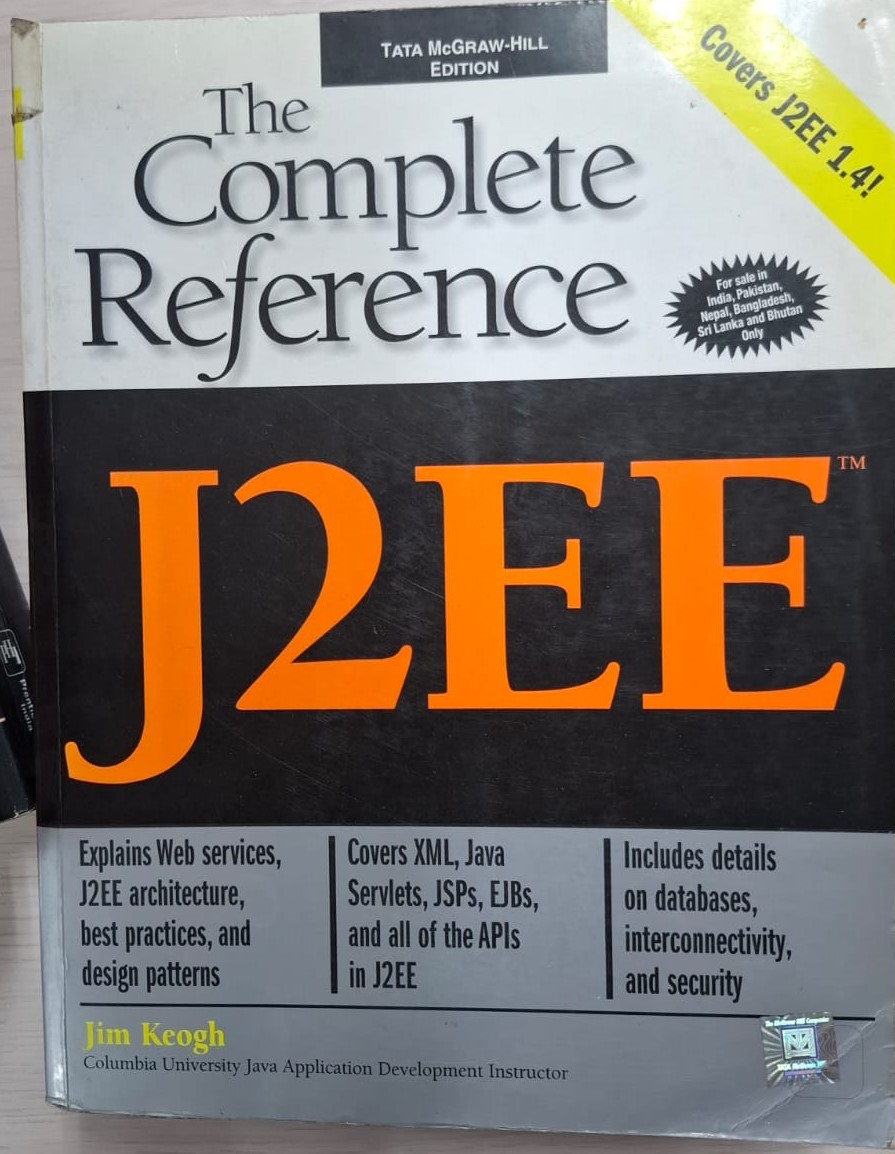 TATA MCGRAW-HILL
EDITION
Covers J2EE 1.4!
The
Complete
Reference
For sale in
India, Pakistan,
Nepal, Bangladesh,
Sri Lanka and Bhutan
Only
J2EE™
Explains Web services,
J2EE architecture,
best practices, and
design patterns
Covers XML, Java
Servlets, JSPs, EJBs,
and all of the APIs
in J2EE
Includes details
on databases,
interconnectivity,
and security
Jim Keogh
Columbia University Java Application Development Instructor
India